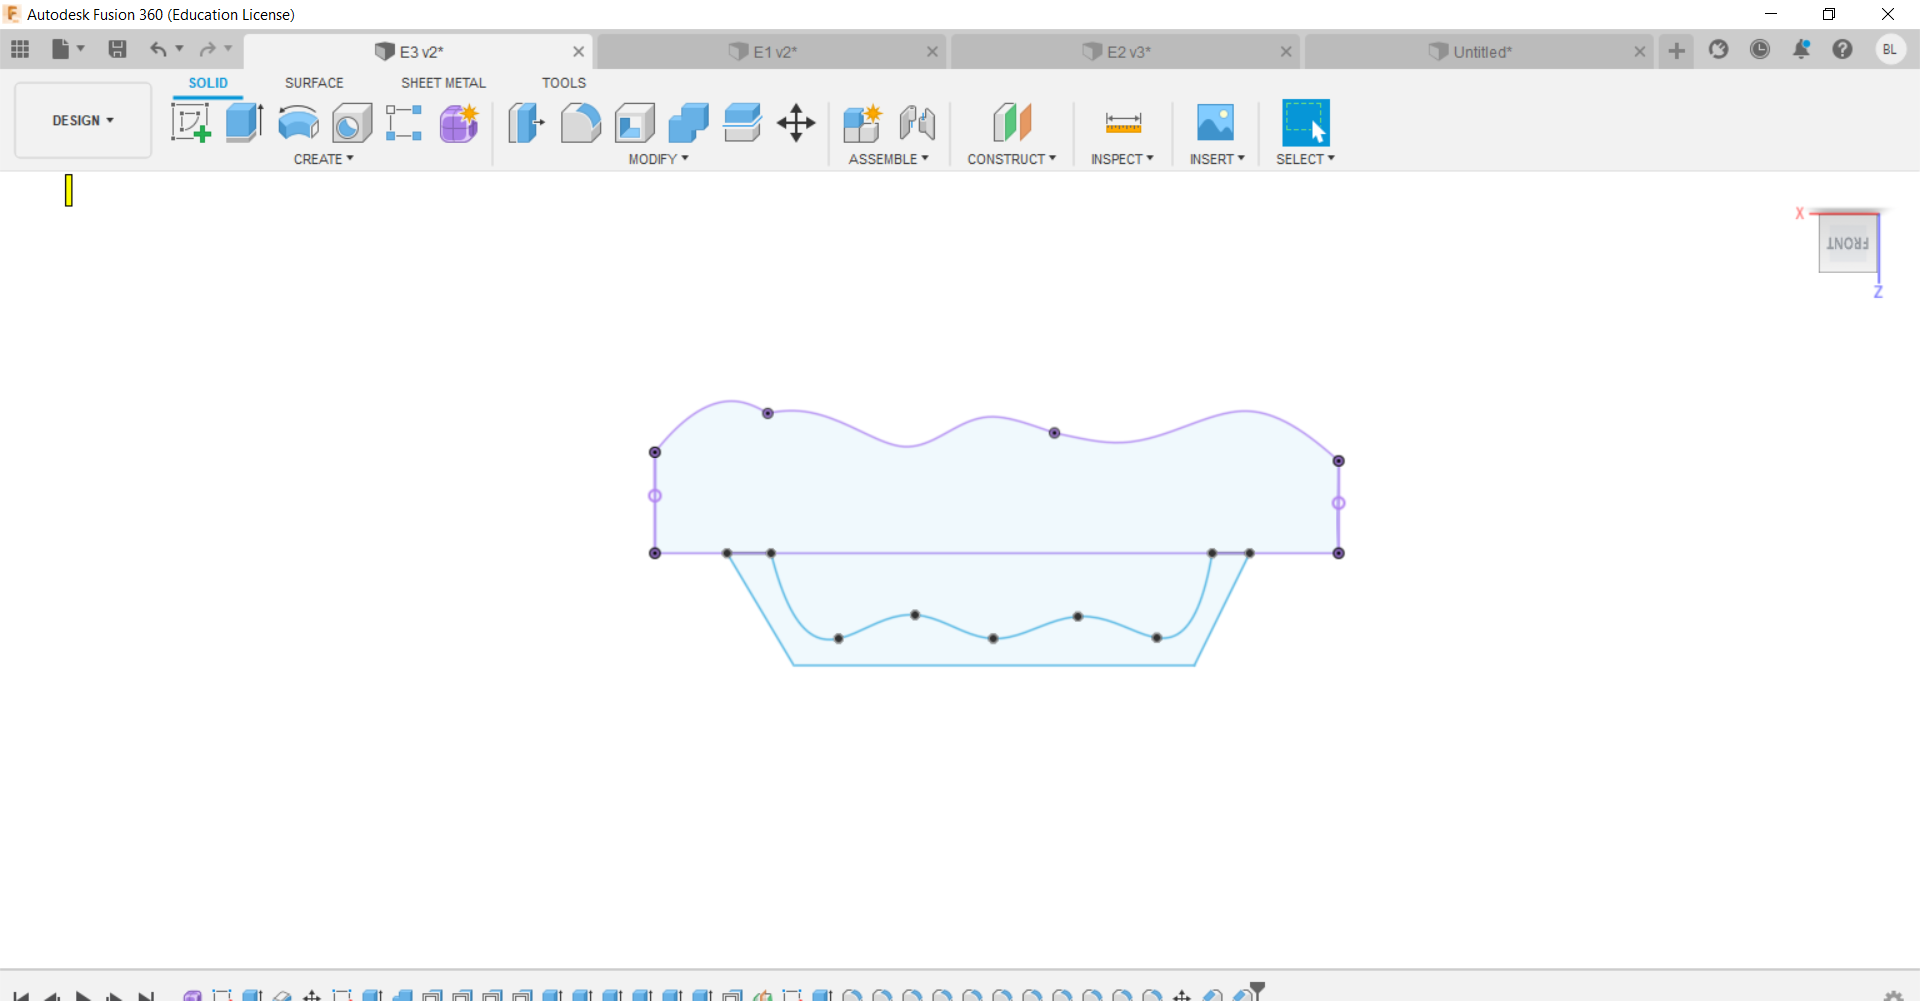 Autodesk Fusion 360 (Education License)
E3 v2* E1 v2* E2 v3* Untitled* BL
SOLID SURFACE SHEET METAL TOOLS
DESIGN
CREATE MODIFY ASSEMBLE CONSTRUCT INSPECT INSERT SELECT
X
FRONT
Z